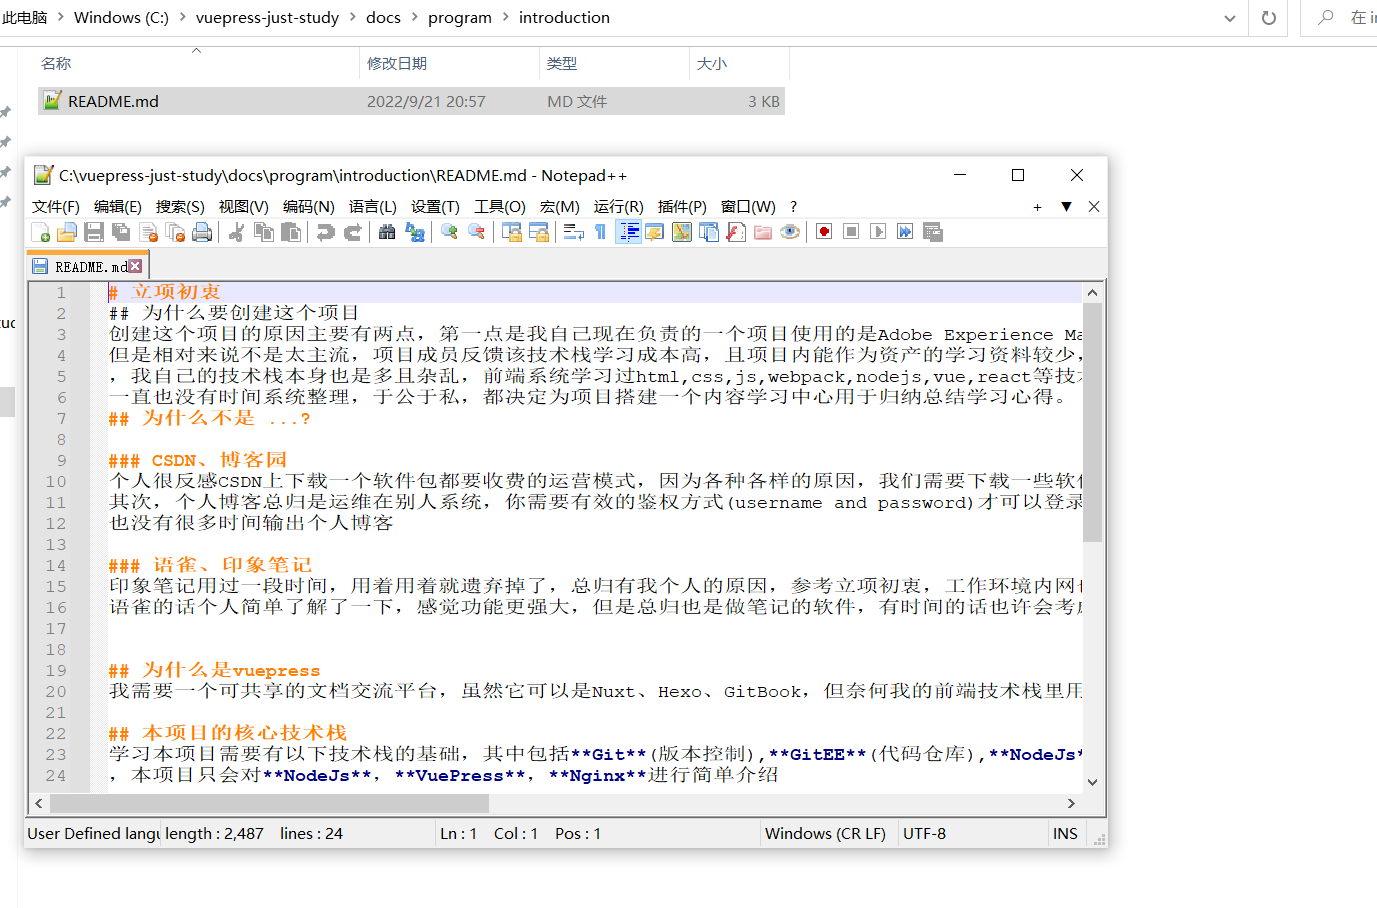 此电脑 > Windows (C:) > vuepress-just-study > docs > program > introduction
在 in
名称 修改日期 类型 大小
README.md 2022/9/21 20:57 MD 文件 3 KB
C:\vuepress-just-study\docs\program\introduction\README.md - Notepad++
文件(F) 编辑(E) 搜索(S) 视图(V) 编码(N) 语言(L) 设置(T) 工具(O) 宏(M) 运行(R) 插件(P) 窗口(W) ? + ▼ X
README.md
1 # 立项初衷
2 ## 为什么要创建这个项目
3 创建这个项目的原因主要有两点，第一点是我自己现在负责的一个项目使用的是Adobe Experience Ma
4 但是相对来说不是太主流，项目成员反馈该技术栈学习成本高，且项目内能作为资产的学习资料较少，
5 ，我自己的技术栈本身也是多且杂乱，前端系统学习过html,css,js,webpack,nodejs,vue,react等技术
6 一直也没有时间系统整理，于公于私，都决定为项目搭建一个内容学习中心用于归纳总结学习心得。
7 ## 为什么不是 ...?
8
9 ### CSDN、博客园
10 个人很反感CSDN上下载一个软件包都要收费的运营模式，因为各种各样的原因，我们需要下载一些软件
11 其次，个人博客总归是运维在别人系统，你需要有效的鉴权方式(username and password)才可以登录
12 也没有很多时间输出个人博客
13
14 ### 语雀、印象笔记
15 印象笔记用过一段时间，用着用着就遗弃掉了，总归有我个人的原因，参考立项初衷，工作环境内网也
16 语雀的话个人简单了解了一下，感觉功能更强大，但是总归也是做笔记的软件，有时间的话也许会考虑
17
18
19 ## 为什么是vuepress
20 我需要一个可共享的文档交流平台，虽然它可以是Nuxt、Hexo、GitBook，但奈何我的前端技术栈里用
21
22 ## 本项目的核心技术栈
23 学习本项目需要有以下技术栈的基础，其中包括**Git**(版本控制),**GitEE**(代码仓库),**NodeJs*
24 ，本项目只会对**NodeJs**，**VuePress**，**Nginx**进行简单介绍
User Defined langu length : 2,487 lines : 24 Ln : 1 Col : 1 Pos : 1 Windows (CR LF) UTF-8 INS